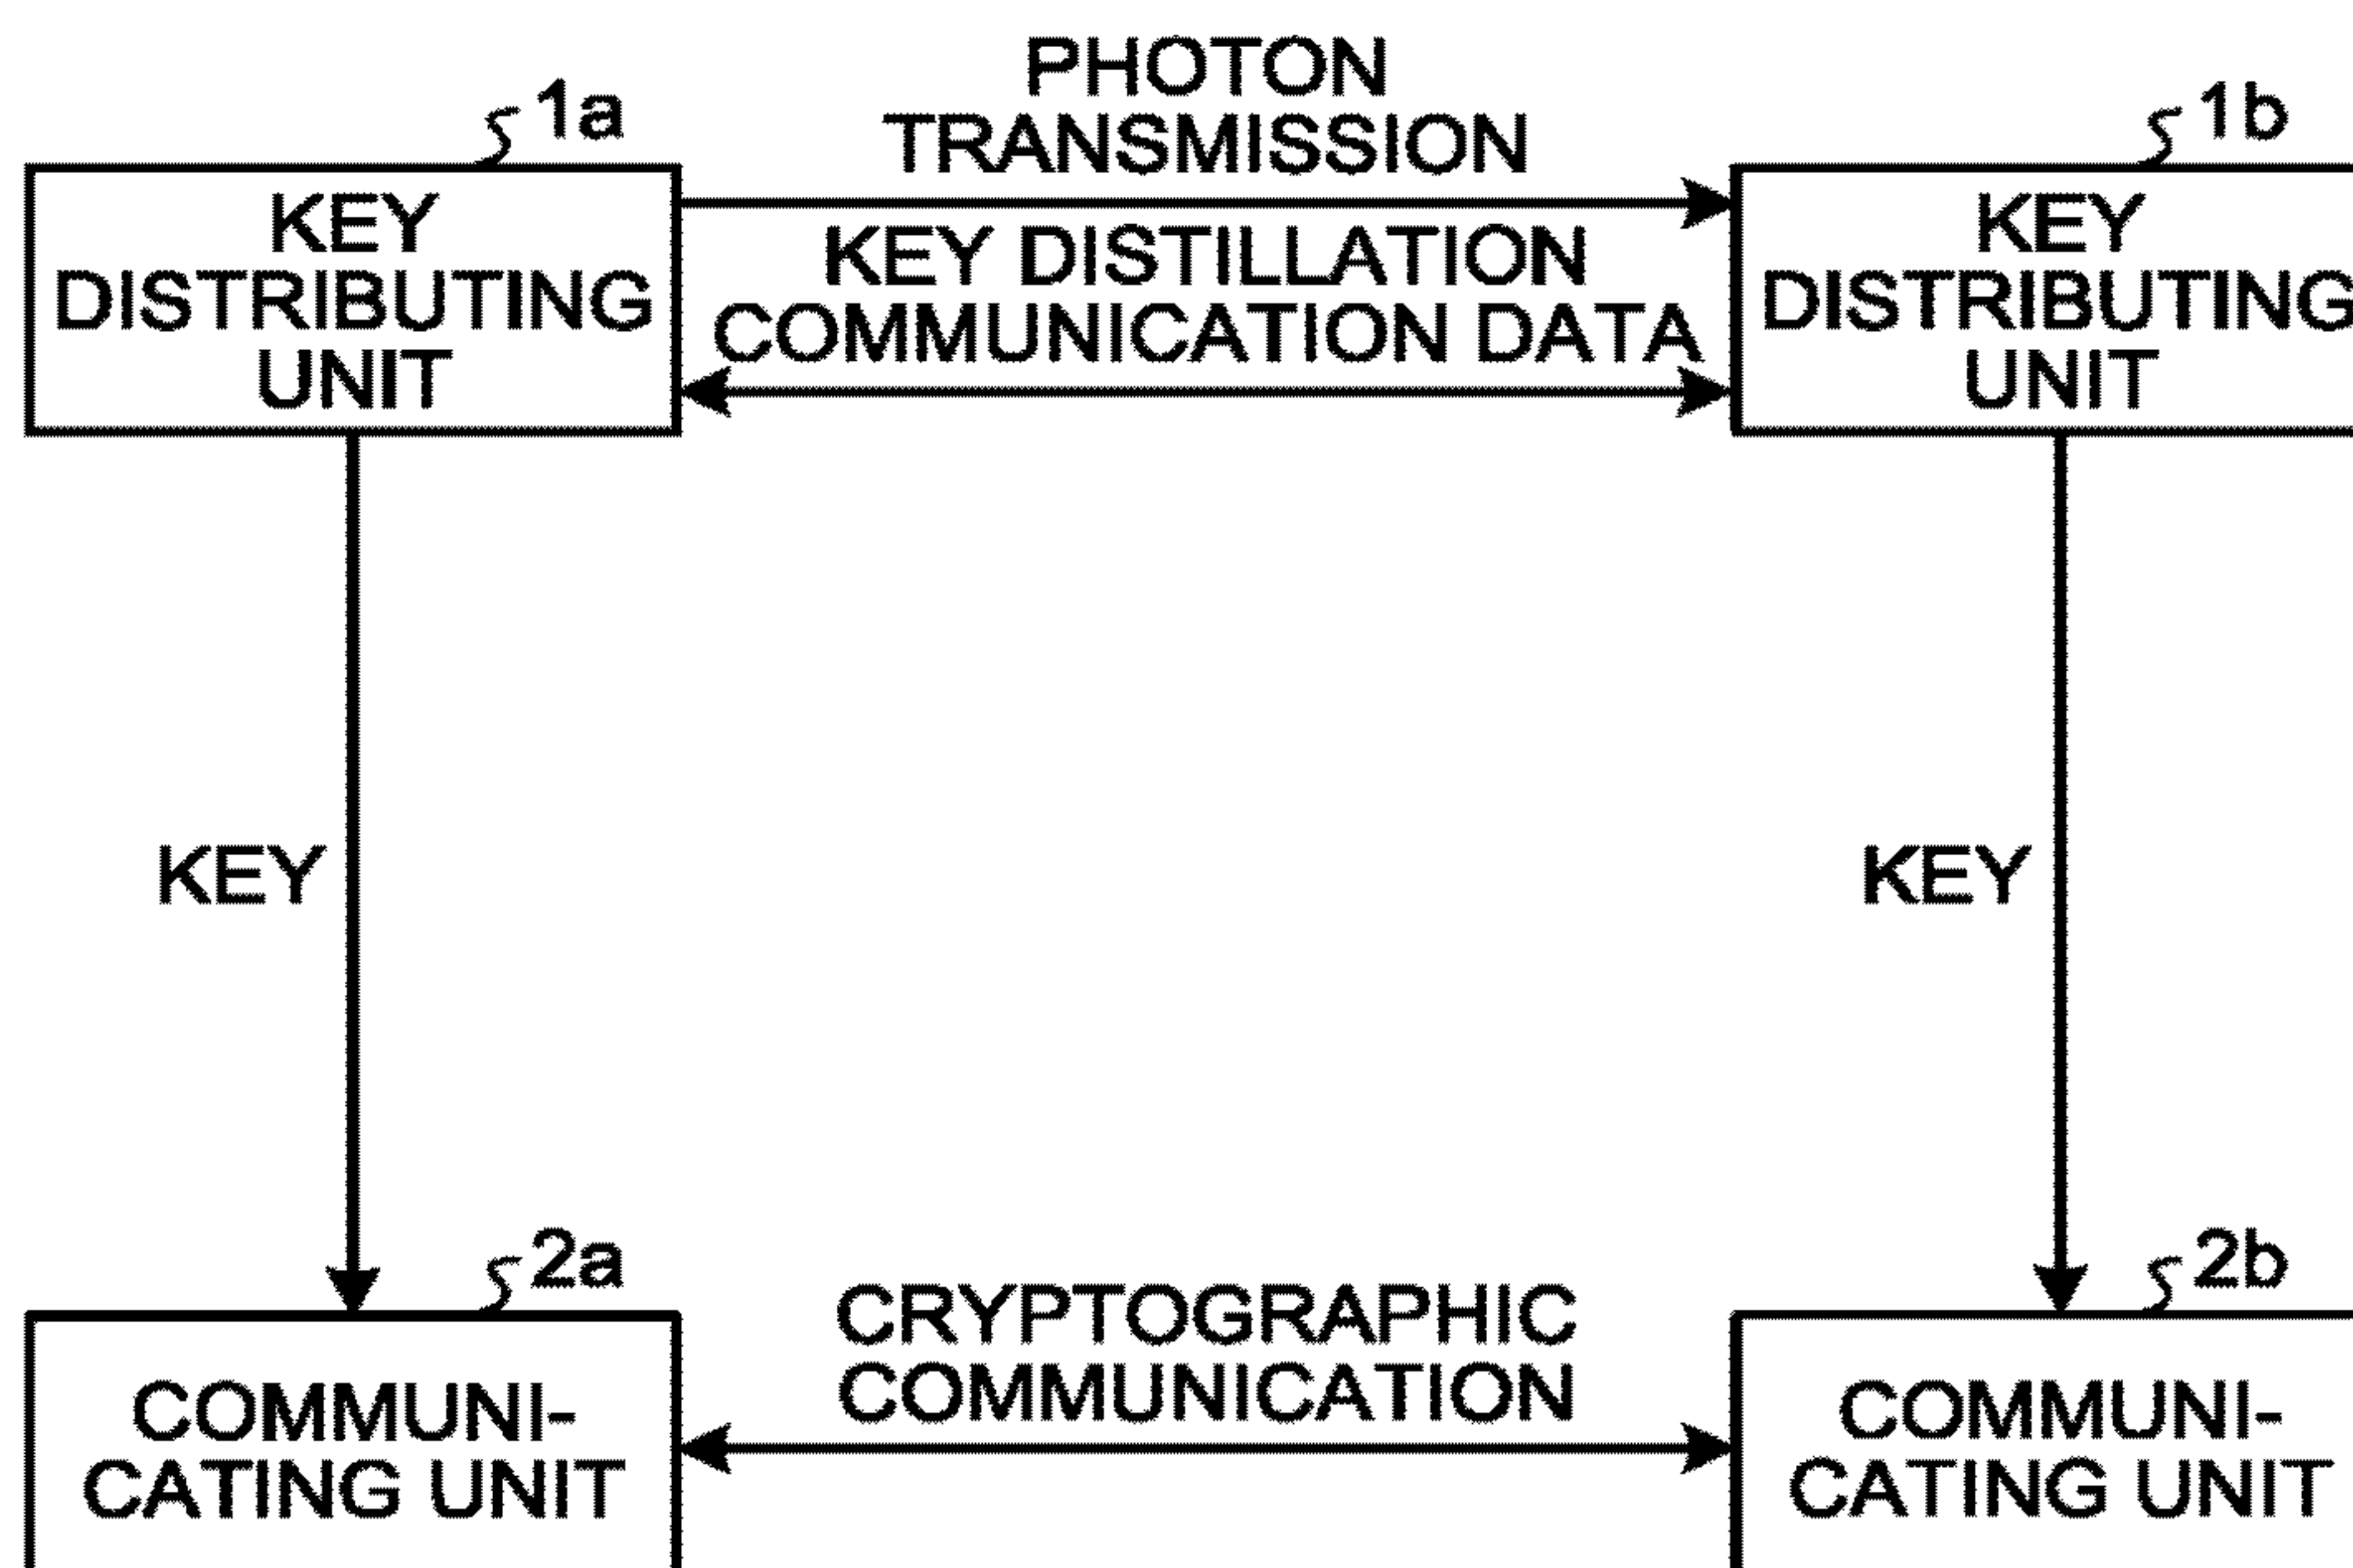 PHOTON
TRANSMISSION
1a
1b
KEY
DISTRIBUTING
UNIT
KEY DISTILLATION
COMMUNICATION DATA
KEY
DISTRIBUTING
UNIT
KEY
KEY
2a
2b
CRYPTOGRAPHIC
COMMUNICATION
COMMUNI-
CATING UNIT
COMMUNI-
CATING UNIT